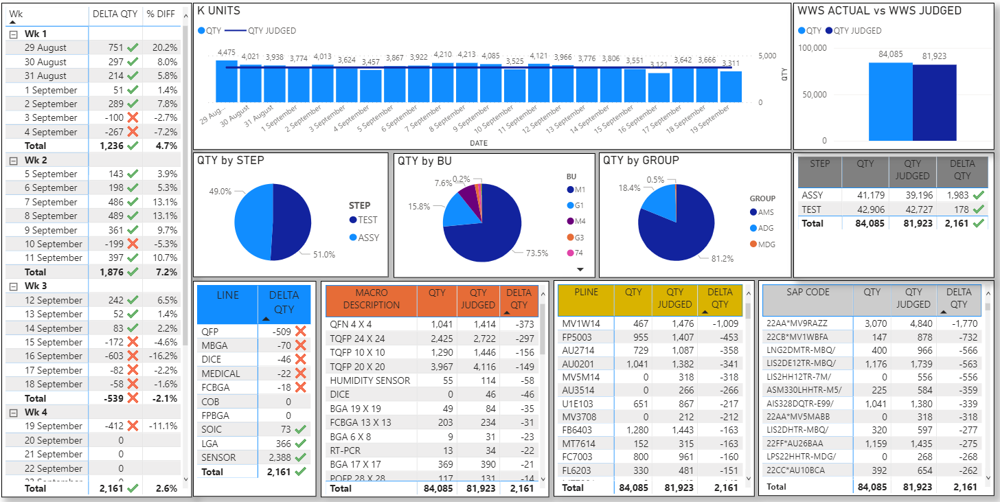 Wk DELTA QTY % DIFF
Wk 1
29 August 751 20.2%
30 August 297 8.0%
31 August 214 5.8%
1 September 51 1.4%
2 September 289 7.8%
3 September -100 -2.7%
4 September -267 -7.2%
Total 1,236 4.7%
Wk 2
5 September 143 3.9%
6 September 198 5.3%
7 September 486 13.1%
8 September 489 13.1%
9 September 361 9.7%
10 September -199 -5.3%
11 September 397 10.7%
Total 1,876 7.2%
Wk 3
12 September 242 6.5%
13 September 52 1.4%
14 September 83 2.2%
15 September -172 -4.6%
16 September -603 -16.2%
17 September -82 -2.2%
18 September -58 -1.6%
Total -539 -2.1%
Wk 4
19 September -412 -11.1%
20 September 0
21 September 0
22 September 0
Total 2,161 2.6%
K UNITS
QTY QTY JUDGED
4,475 4,021 3,938 3,774 4,013 3,624 3,457 3,867 3,922 4,210 4,213 4,085 3,525 4,121 3,966 3,776 3,806 3,551 3,121 3,642 3,666 3,311
5,000
0
QTY
29 Aug... 30 August 31 August 1 September 2 September 3 September 4 September 5 September 6 September 7 September 8 September 9 September 10 September 11 September 12 September 13 September 14 September 15 September 16 September 17 September 18 September 19 September
DATE
WWS ACTUAL vs WWS JUDGED
QTY QTY JUDGED
100,000
50,000
0
84,085 81,923
QTY by STEP
49.0%
51.0%
STEP
TEST
ASSY
QTY by BU
7.6% 0.2%
15.8%
73.5%
BU
M1
G1
M4
G3
74
QTY by GROUP
0.5%
18.4%
81.2%
GROUP
AMS
ADG
MDG
STEP QTY QTY JUDGED DELTA QTY
ASSY 41,179 39,196 1,983
TEST 42,906 42,727 178
Total 84,085 81,923 2,161
LINE DELTA QTY
QFP -509
MBGA -70
DICE -46
MEDICAL -22
FCBGA -18
COB 0
FPBGA 0
SOIC 73
LGA 366
SENSOR 2,388
Total 2,161
MACRO DESCRIPTION QTY QTY JUDGED DELTA QTY
QFN 4 X 4 1,041 1,414 -373
TQFP 24 X 24 2,425 2,722 -297
TQFP 10 X 10 1,290 1,446 -156
TQFP 20 X 20 3,967 4,116 -149
HUMIDITY SENSOR 55 114 -58
DICE 0 46 -46
BGA 19 X 19 49 84 -35
FCBGA 13 X 13 203 234 -31
BGA 6 X 8 9 31 -23
RT-PCR 13 34 -22
BGA 17 X 17 369 390 -21
PQFP 28 X 28 117 131 -14
Total 84,085 81,923 2,161
PLINE QTY QTY JUDGED DELTA QTY
MV1W14 467 1,476 -1,009
FP5003 955 1,407 -453
AU2714 729 1,087 -358
AU0201 1,041 1,382 -341
MV5M14 0 318 -318
AU3514 0 266 -266
U1E103 651 867 -217
MV3708 0 212 -212
FB6403 1,280 1,443 -163
MT7614 152 315 -163
FC7003 800 961 -160
FL6203 330 481 -151
Total 84,085 81,923 2,161
SAP CODE QTY QTY JUDGED DELTA QTY
22AA*MV9RAZZ 3,070 4,840 -1,770
22CB*MV1WBFA 147 878 -732
LNG2DMTR-MBQ/ 400 966 -566
LIS2DE12TR-MBQ/ 1,176 1,739 -563
LIS2HH12TR-7M/ 0 556 -556
ASM330LHHTR-M5/ 225 584 -359
AIS328DQTR-E99/ 1,041 1,380 -339
22AA*MV5MABB 0 318 -318
LIS2DHTR-MBQ/ 320 597 -277
22FF*AU26BAA 1,159 1,435 -275
LPS22HHTR-MDG/ 0 268 -268
22CC*AU10BCA 392 654 -262
Total 84,085 81,923 2,161